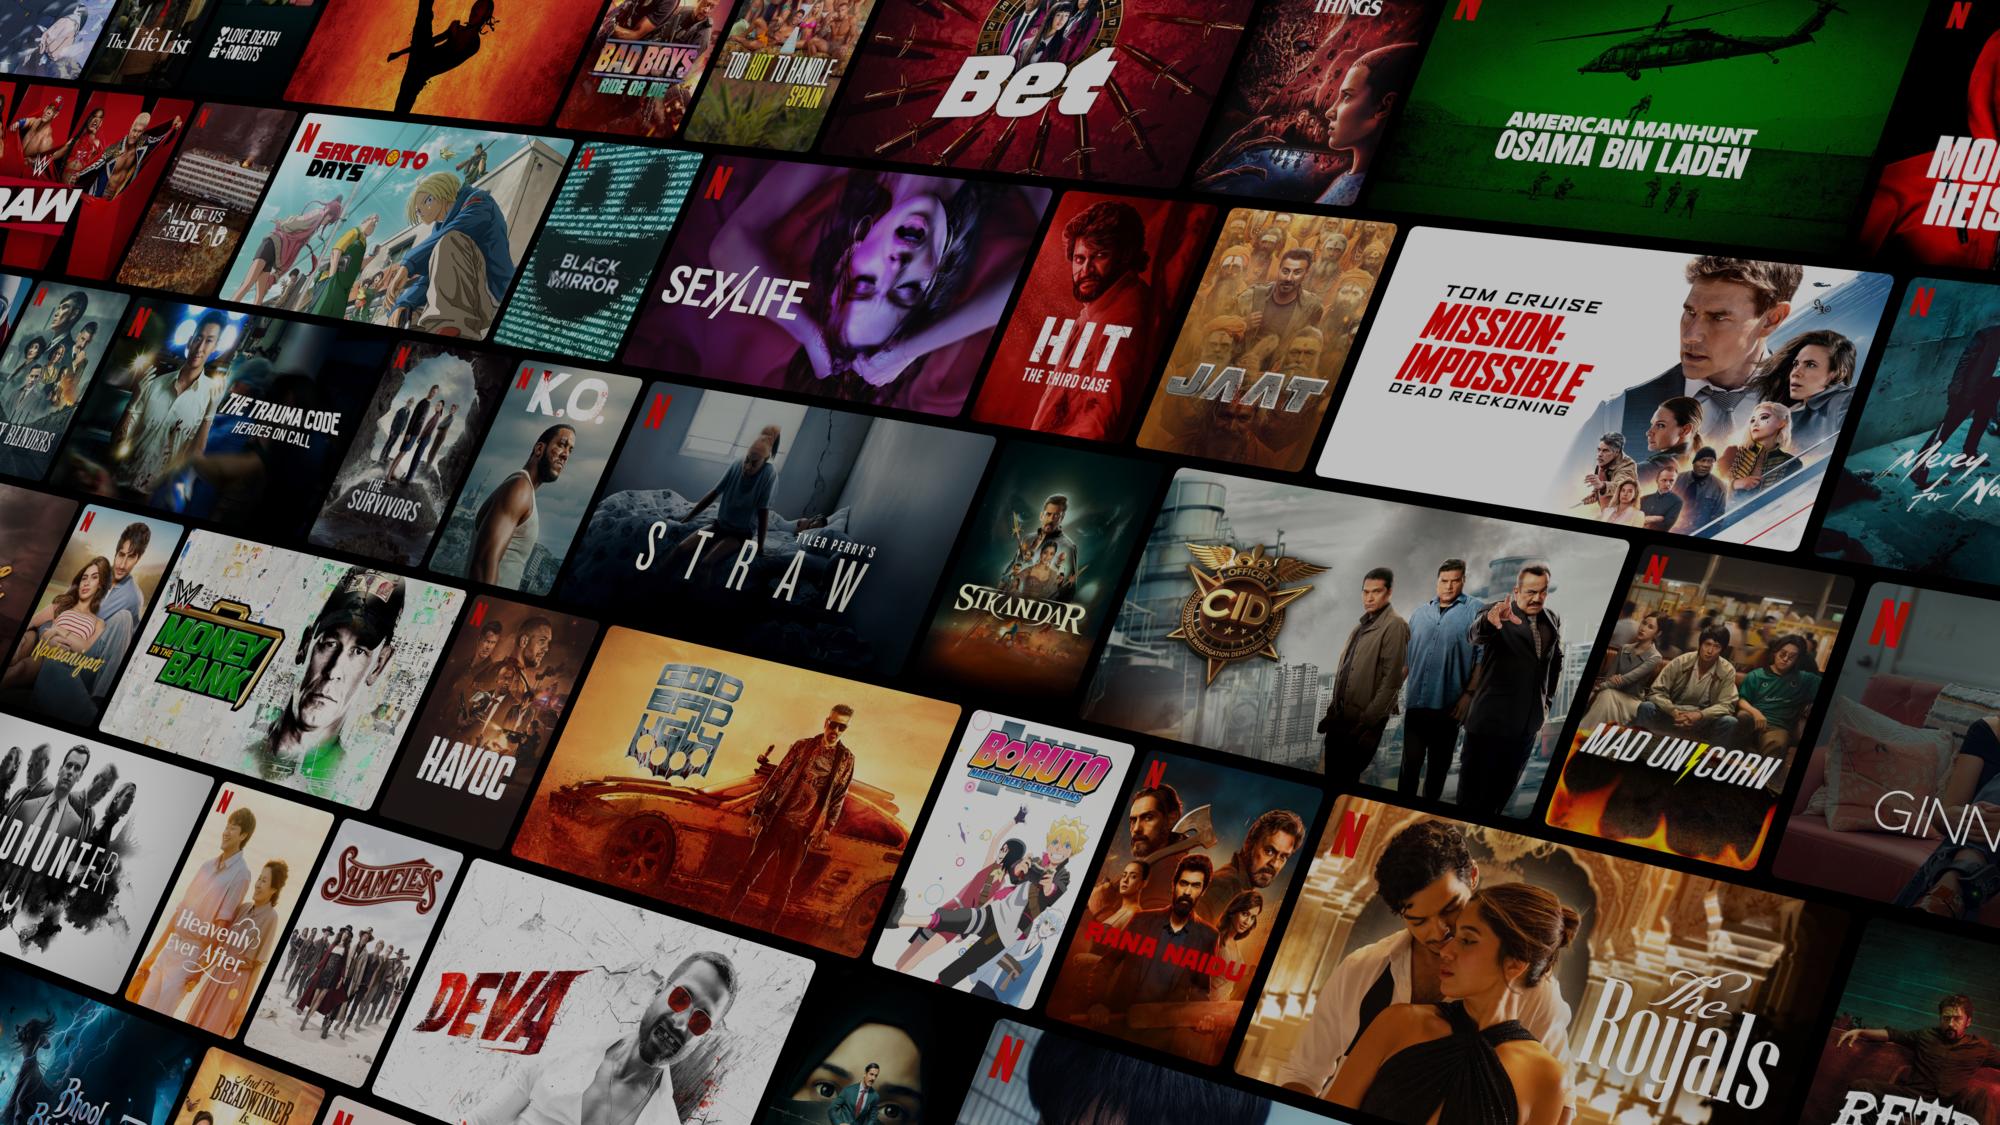 The Life List
LOVE DEATH
+ROBOTS
BAD BOYS
RIDE OR DIE
TOO HOT TO HANDLE
SPAIN
Bet
THINGS
N
AMERICAN MANHUNT
OSAMA BIN LADEN
N
MON
HEIS
W
RAW
N
ALL OF US
ARE DEAD
N
SAKAMOTO
DAYS
N
BLACK
MIRROR
N
SEX/LIFE
HIT
THE THIRD CASE
JAAT
TOM CRUISE
MISSION:
IMPOSSIBLE
DEAD RECKONING
N
Mercy
for No
N
Y BLINDERS
N
THE TRAUMA CODE
HEROES ON CALL
N
THE
SURVIVORS
N
K.O.
N
TYLER PERRY'S
STRAW
SIKANDAR
OFFICER
CID
INVESTIGATION DEPARTMENT
N
MAD UNICORN
N
GINN
N
Nadaaniyan
W
MONEY
IN THE
BANK
N
HAVOC
GOOD
BAD
UGLY
BORUTO
NARUTO NEXT GENERATIONS
N
RANA NAIDU
N
The
Royals
DHUNTER
N
Heavenly
Ever After
SHAMELESS
DEVA
N
RETR
Bhool
And The
BREADWINNER
Is
N